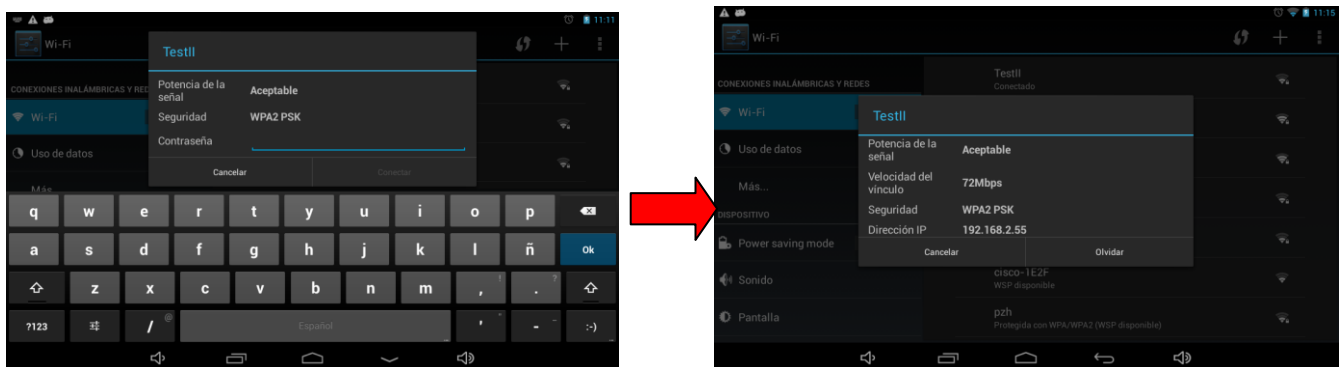 11:11
Wi-Fi
TestII
CONEXIONES INALÁMBRICAS Y RED
Potencia de la
señal
Aceptable
Wi-Fi
Seguridad
WPA2 PSK
Contraseña
Uso de datos
Cancelar
Conectar
Más
q w e r t y u i o p
a s d f g h j k l ñ Ok
z x c v b n m , ! . ?
?123 / @ Español ' - _ :-)
11:15
Wi-Fi
CONEXIONES INALÁMBRICAS Y REDES
Wi-Fi
Uso de datos
Más...
DISPOSITIVO
Power saving mode
Sonido
Pantalla
TestII
Conectado
TestII
Potencia de la
señal
Aceptable
Velocidad del
vínculo
72Mbps
Seguridad
WPA2 PSK
Dirección IP
192.168.2.55
Cancelar
Olvidar
cisco-1E2F
WSP disponible
pzh
Protegida con WPA/WPA2 (WSP disponible)